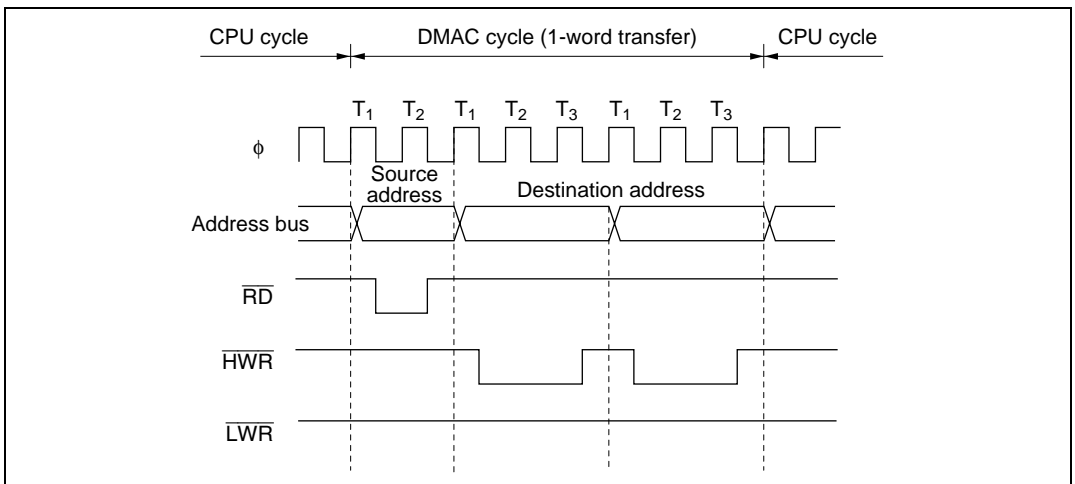 CPU cycle DMAC cycle (1-word transfer) CPU cycle
T1 T2 T1 T2 T3 T1 T2 T3
ϕ
Source
address
Destination address
Address bus
RD
HWR
LWR